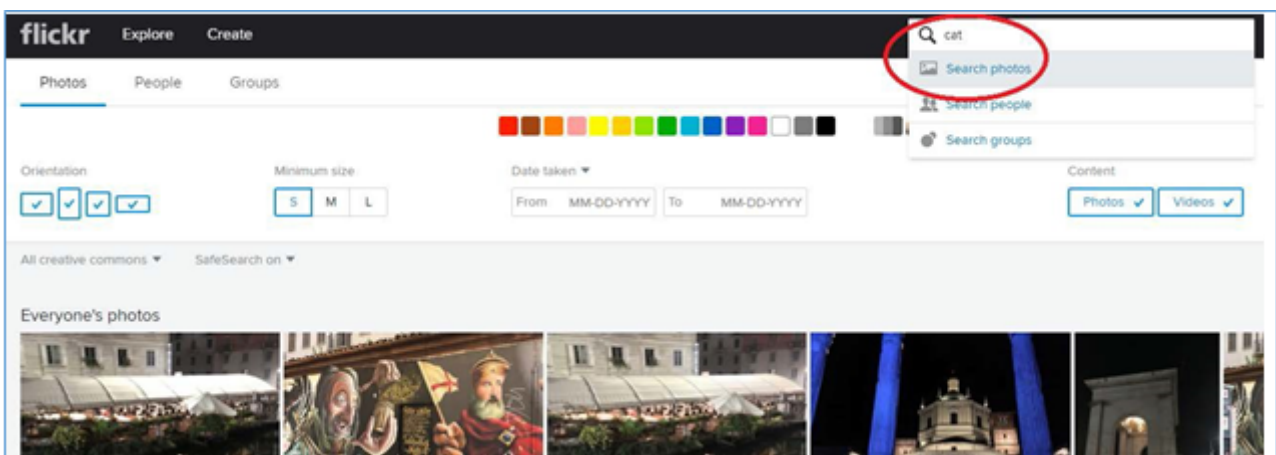 flickr Explore Create cat
Search photos
Photos People Groups
Search people
Search groups
Orientation Minimum size Date taken Content
S M L From MM-DD-YYYY To MM-DD-YYYY Photos Videos
All creative commons SafeSearch on
Everyone's photos